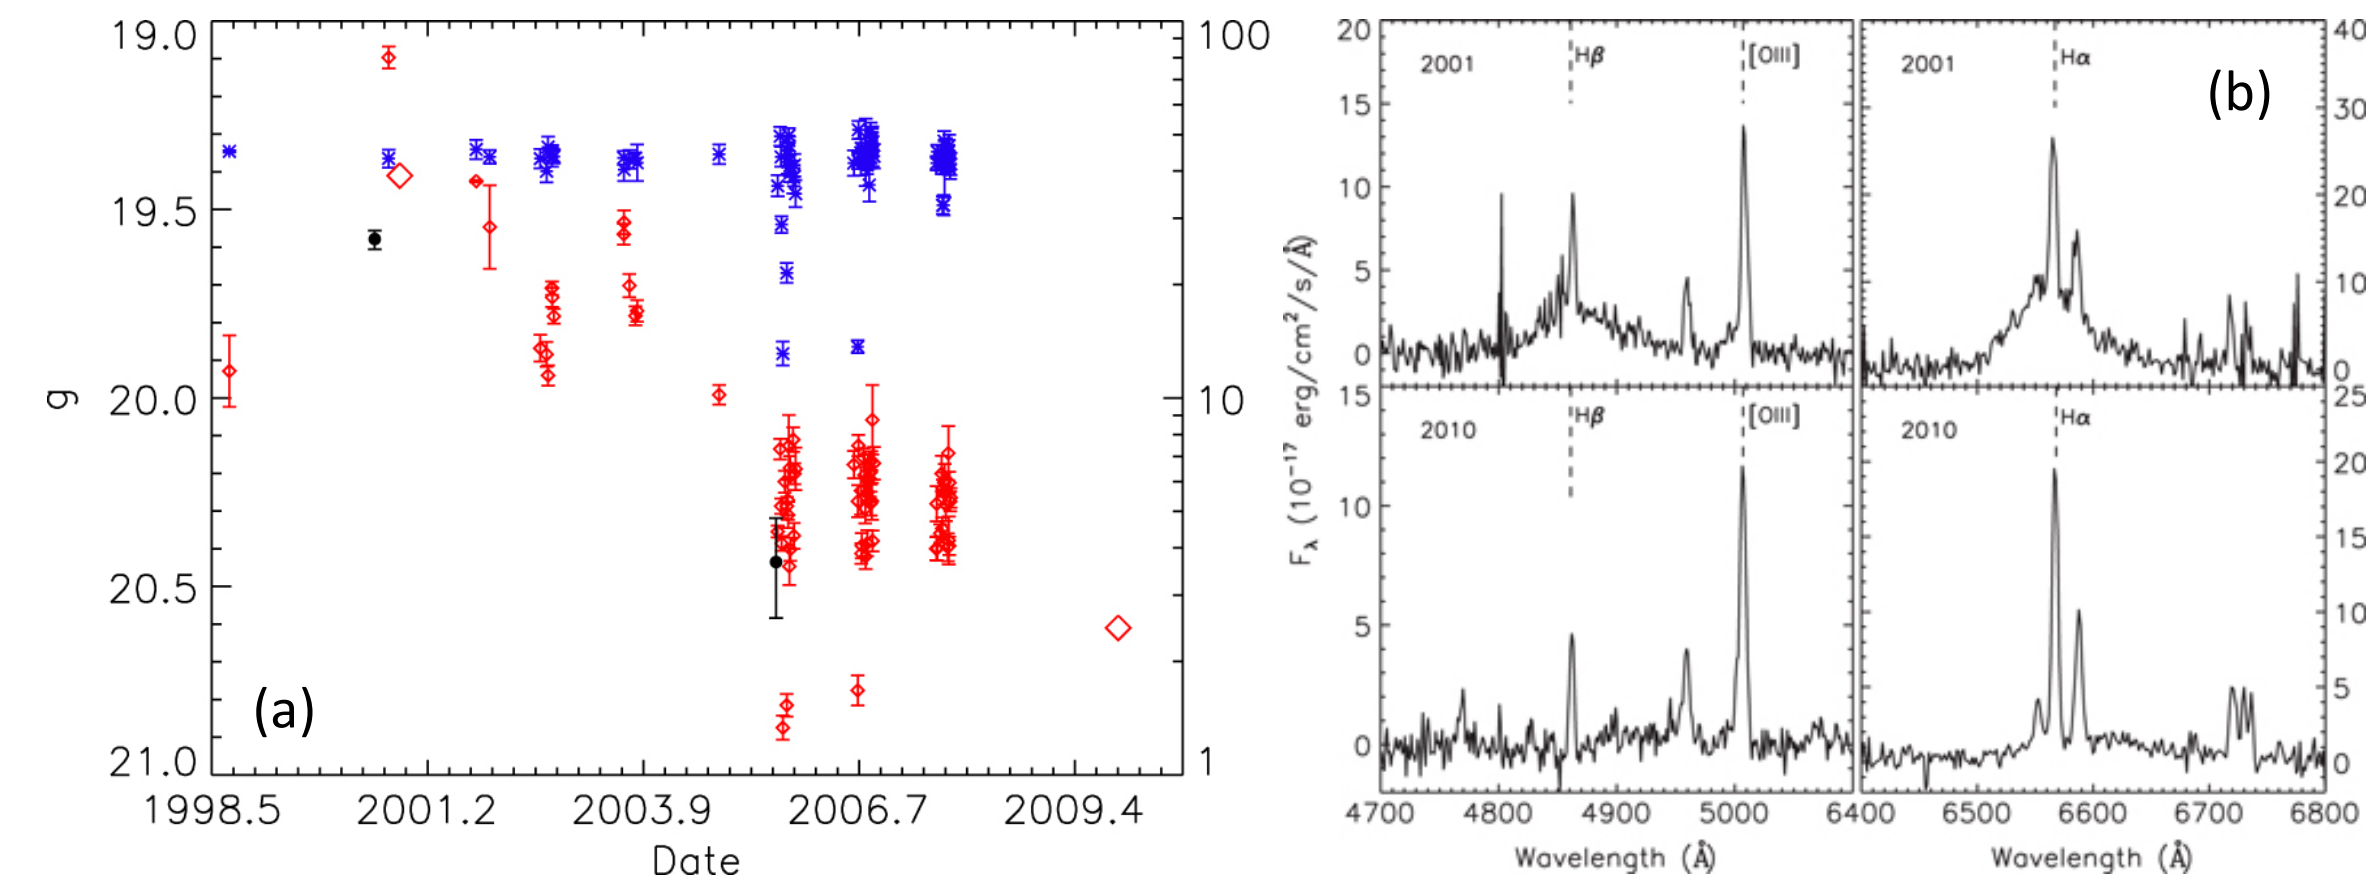 19.0
19.5
20.0
20.5
21.0
g
100
10
1
(a)
1998.5 2001.2 2003.9 2006.7 2009.4
Date
20
15
10
5
0
2001
Hβ
[OIII]
2001
Hα
(b)
40
30
20
10
0
15
10
5
0
2010
Hβ
[OIII]
2010
Hα
25
20
15
10
5
0
Fλ (10⁻¹⁷ erg/cm²/s/Å)
4700 4800 4900 5000 6400 6500 6600 6700 6800
Wavelength (Å) Wavelength (Å)